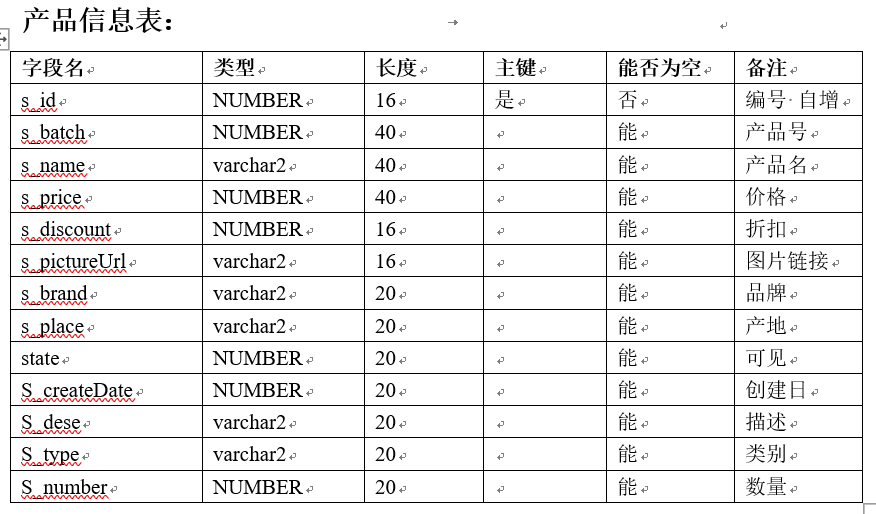 产品信息表：
字段名 类型 长度 主键 能否为空 备注
s_id NUMBER 16 是 否 编号 自增
s_batch NUMBER 40 能 产品号
s_name varchar2 40 能 产品名
s_price NUMBER 40 能 价格
s_discount NUMBER 16 能 折扣
s_pictureUrl varchar2 16 能 图片链接
s_brand varchar2 20 能 品牌
s_place varchar2 20 能 产地
state NUMBER 20 能 可见
S_createDate NUMBER 20 能 创建日
S_dese varchar2 20 能 描述
S_type varchar2 20 能 类别
S_number NUMBER 20 能 数量